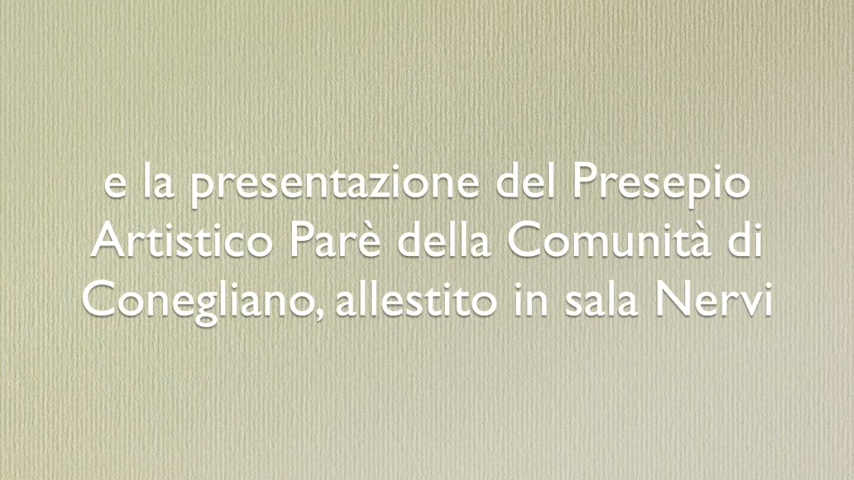 e la presentazione del Presepio
Artistico Parè della Comunità di
Conegliano, allestito in sala Nervi